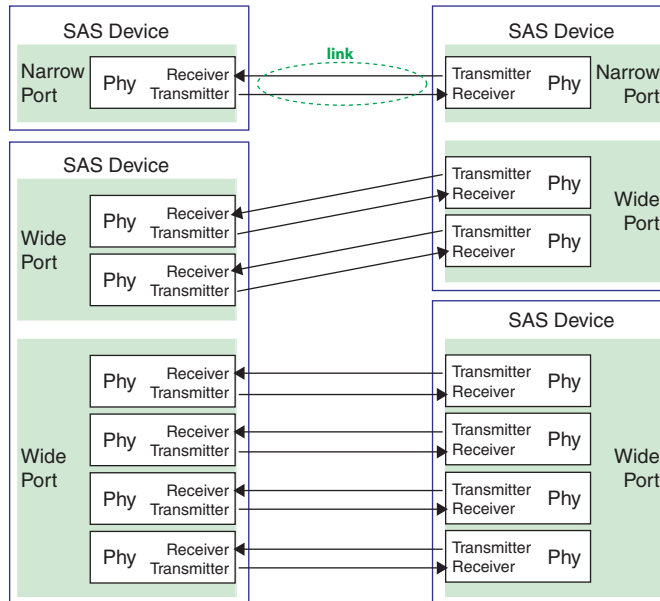 SAS Device
Narrow
Port
Phy
Receiver
Transmitter
link
SAS Device
Transmitter
Receiver
Phy
Narrow
Port
Transmitter
Receiver
Phy
Transmitter
Receiver
Phy
Wide
Port
SAS Device
Wide
Port
Phy
Receiver
Transmitter
Phy
Receiver
Transmitter
Wide
Port
Phy
Receiver
Transmitter
Phy
Receiver
Transmitter
Phy
Receiver
Transmitter
Phy
Receiver
Transmitter
SAS Device
Transmitter
Receiver
Phy
Transmitter
Receiver
Phy
Transmitter
Receiver
Phy
Transmitter
Receiver
Phy
Wide
Port